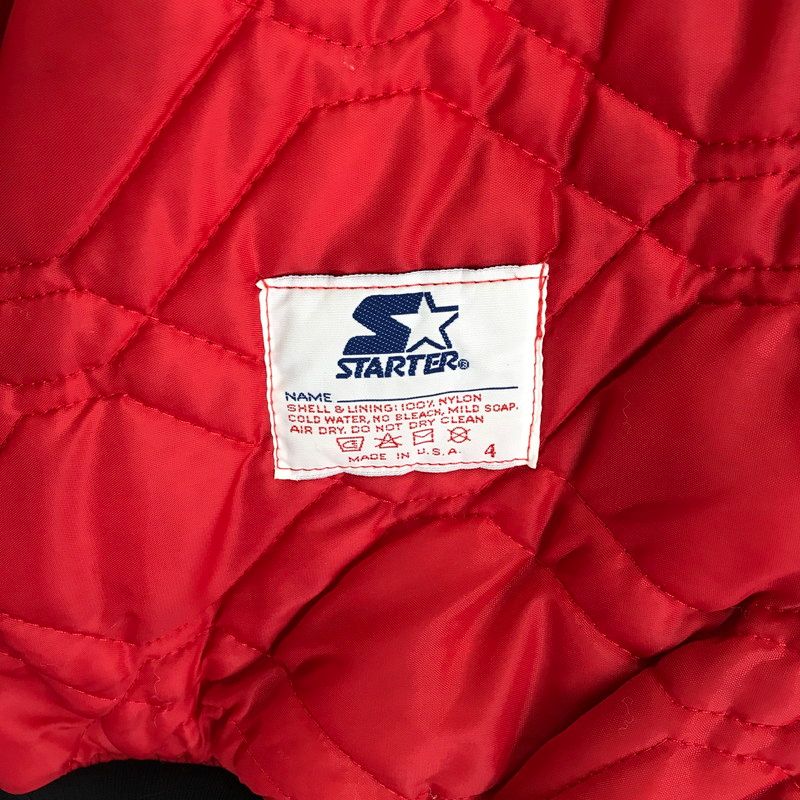 STARTER®
NAME
SHELL & LINING: 100% NYLON
COLD WATER, NO BLEACH, MILD SOAP.
AIR DRY. DO NOT DRY CLEAN
MADE IN U.S.A. 4